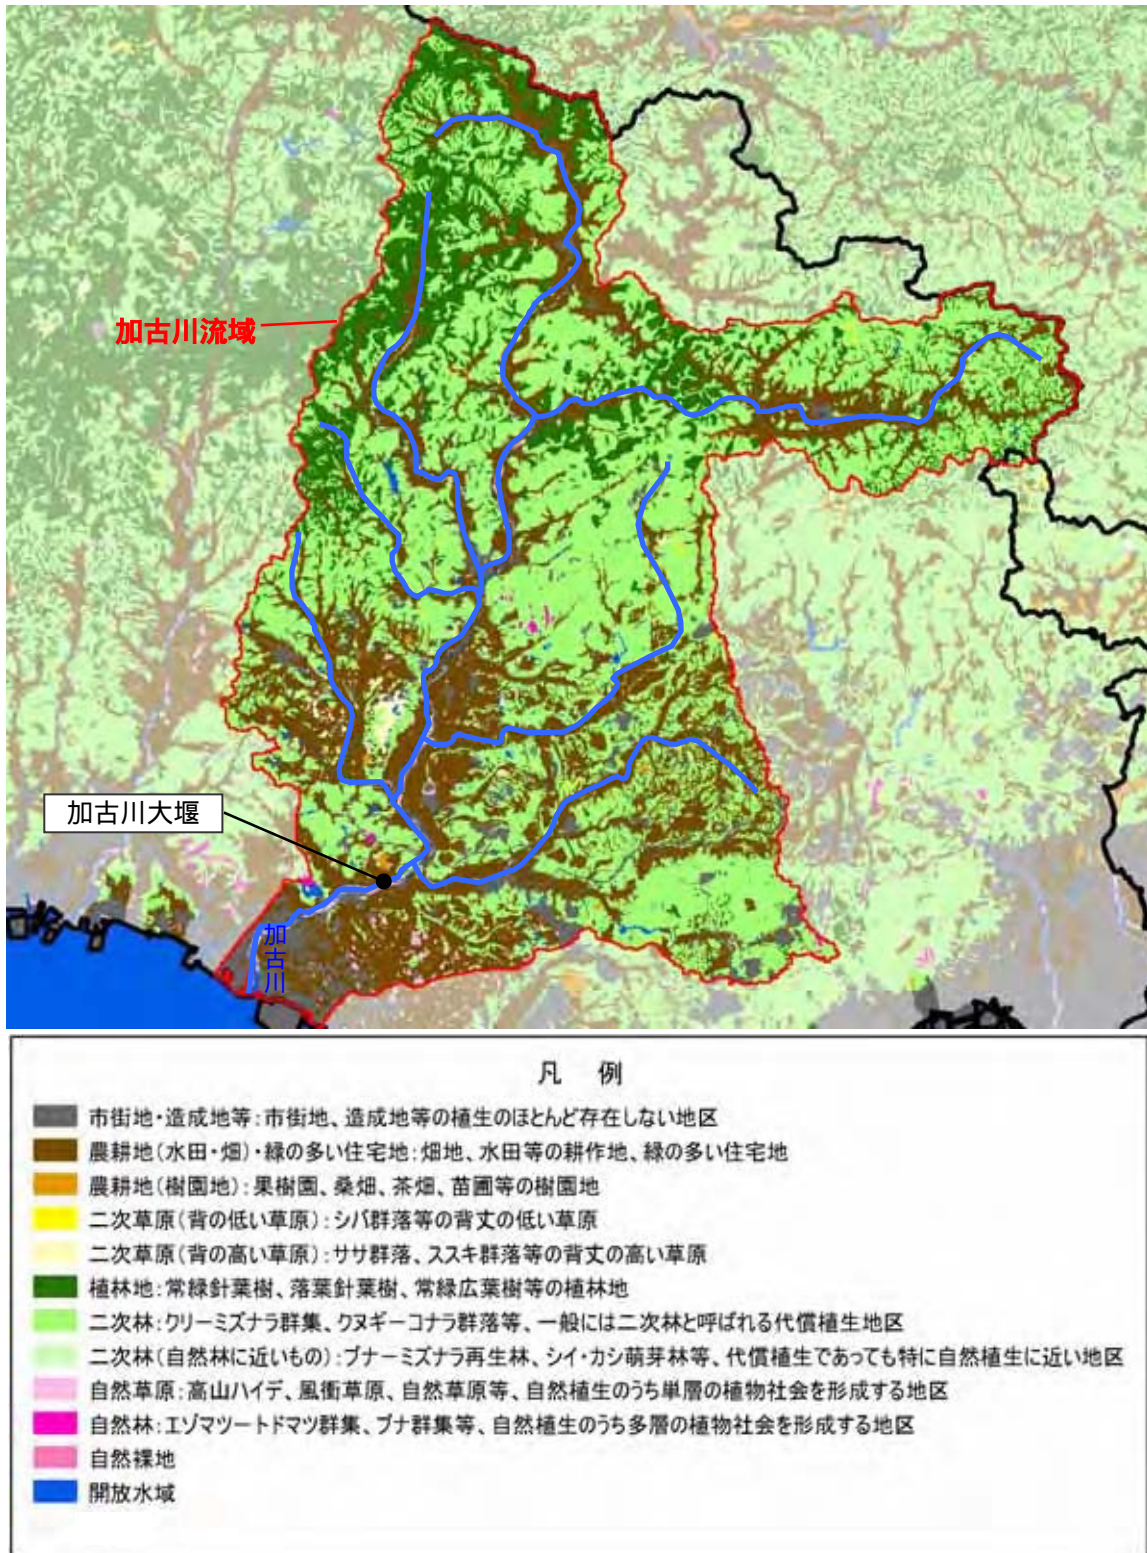 加古川流域
加古川大堰
加古川
凡 例
市街地・造成地等:市街地、造成地等の植生のほとんど存在しない地区
農耕地(水田・畑)・緑の多い住宅地:畑地、水田等の耕作地、緑の多い住宅地
農耕地(樹園地):果樹園、桑畑、茶畑、苗圃等の樹園地
二次草原(背の低い草原):シバ群落等の背丈の低い草原
二次草原(背の高い草原):ササ群落、ススキ群落等の背丈の高い草原
植林地:常緑針葉樹、落葉針葉樹、常緑広葉樹等の植林地
二次林:クリーミズナラ群集、クヌギーコナラ群落等、一般には二次林と呼ばれる代償植生地区
二次林(自然林に近いもの):ブナーミズナラ再生林、シイ・カシ萌芽林等、代償植生であっても特に自然植生に近い地区
自然草原:高山ハイデ、風衝草原、自然草原等、自然植生のうち単層の植物社会を形成する地区
自然林:エゾマツートドマツ群集、ブナ群集等、自然植生のうち多層の植物社会を形成する地区
自然裸地
開放水域